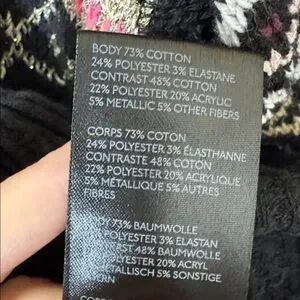 BODY 73% COTTON
24% POLYESTER 3% ELASTANE
CONTRAST 48% COTTON
22% POLYESTER 20% ACRYLIC
5% METALLIC 5% OTHER FIBERS
CORPS 73% COTON
24% POLYESTER 3% ÉLASTHANNE
CONTRASTE 48% COTON
22% POLYESTER 20% ACRYLIQUE
5% MÉTALLIQUE 5% AUTRES
FIBRES
BODY 73% BAUMWOLLE
POLYESTER 3% ELASTAN
48% BAUMWOLLE
POLYESTER 20% ACRYL
5% SONSTIGE